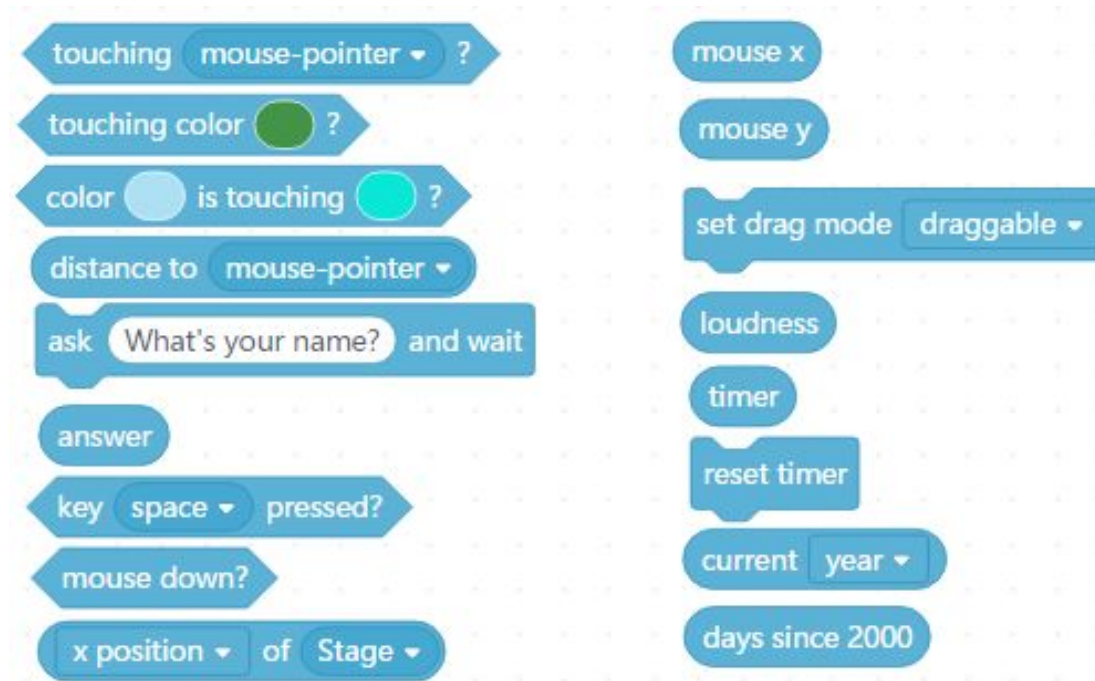 touching mouse-pointer ?
touching color ?
color is touching ?
distance to mouse-pointer
ask What's your name? and wait
answer
key space pressed?
mouse down?
x position of Stage
mouse x
mouse y
set drag mode draggable
loudness
timer
reset timer
current year
days since 2000